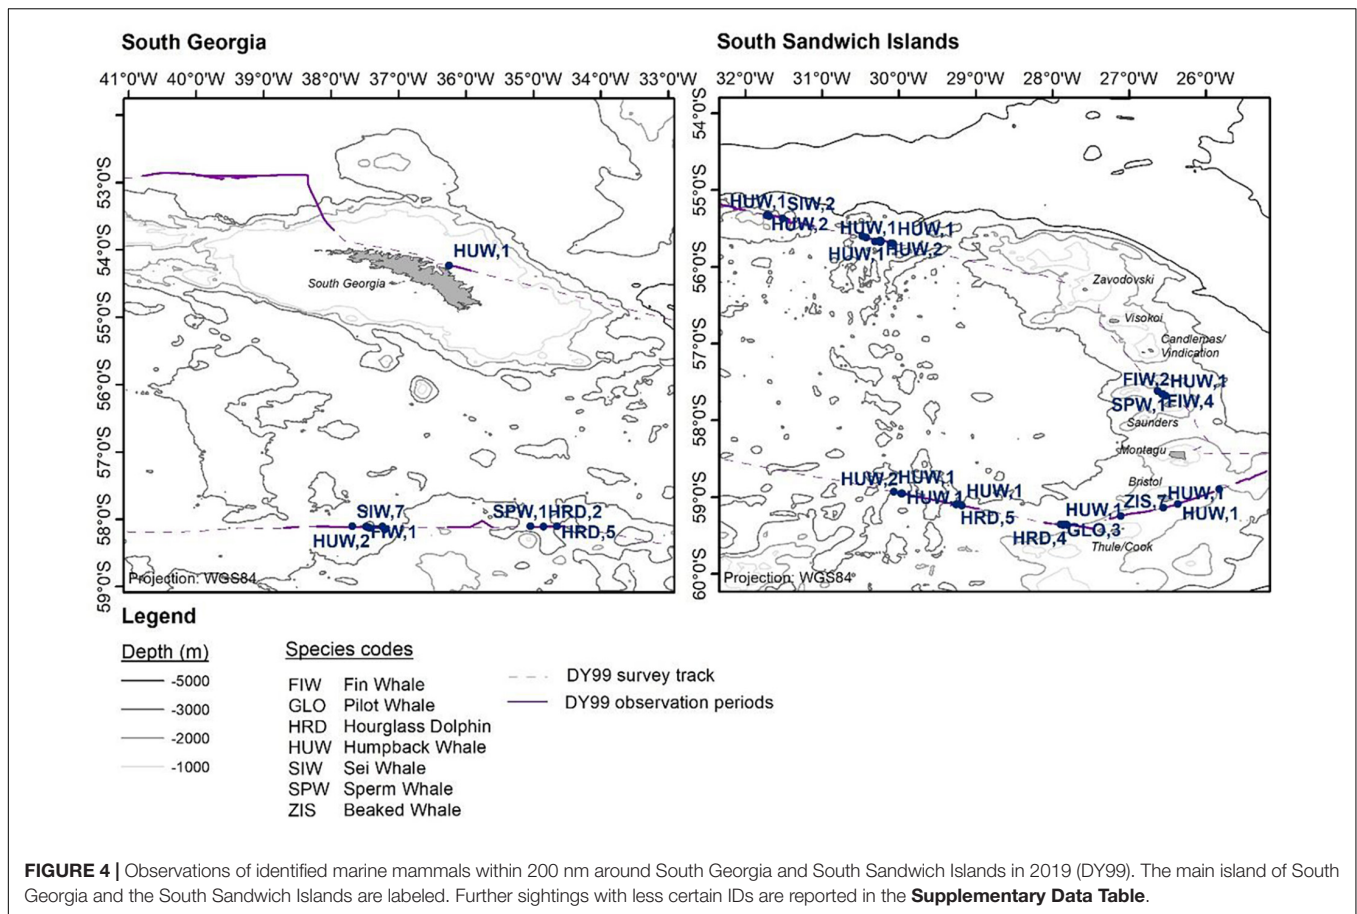 South Georgia
41°0'W 40°0'W 39°0'W 38°0'W 37°0'W 36°0'W 35°0'W 34°0'W 33°0'W
53°0'S
54°0'S
55°0'S
56°0'S
57°0'S
58°0'S
59°0'S
HUW,1
South Georgia
SIW,7
SPW,1 HRD,2
HUW,2
FIW,1
HRD,5
Projection: WGS84
South Sandwich Islands
32°0'W 31°0'W 30°0'W 29°0'W 28°0'W 27°0'W 26°0'W
54°0'S
55°0'S
56°0'S
57°0'S
58°0'S
59°0'S
60°0'S
HUW,1 SIW,2
HUW,2
HUW,1 HUW,1
HUW,1 HUW,2
Zavodovski
Visokoi
Candlemas/
Vindication
FIW,2 HUW,1
SPW,1 FIW,4
Saunders
Montagu
HUW,2 HUW,1
Bristol
HUW,1 HUW,1
ZIS,7 HUW,1
HRD,5
HUW,1
HUW,1
HRD,4 GLO,3
Thule/Cook
Projection: WGS84
Legend
Depth (m)
-5000
-3000
-2000
-1000
Species codes
FIW Fin Whale
GLO Pilot Whale
HRD Hourglass Dolphin
HUW Humpback Whale
SIW Sei Whale
SPW Sperm Whale
ZIS Beaked Whale
DY99 survey track
DY99 observation periods
FIGURE 4 | Observations of identified marine mammals within 200 nm around South Georgia and South Sandwich Islands in 2019 (DY99). The main island of South
Georgia and the South Sandwich Islands are labeled. Further sightings with less certain IDs are reported in the Supplementary Data Table.